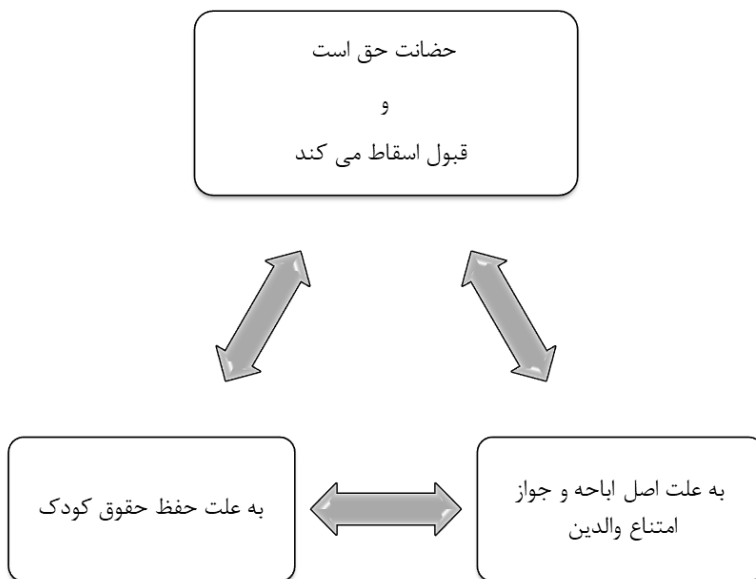 حضانت حق است
و
قبول اسقاط می کند
به علت اصل اباحه و جواز
امتناع والدین
به علت حفظ حقوق کودک